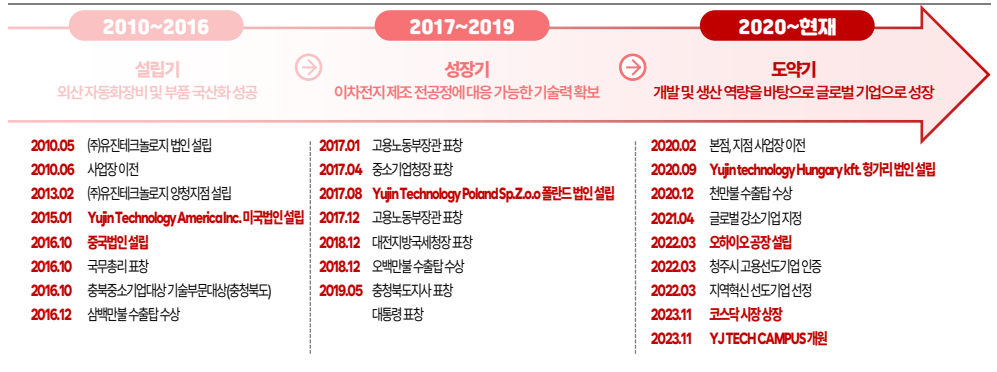 2010~2016
설립기
외산 자동화장비 및 부품 국산화 성공
2010.05 ㈜유진테크놀로지 법인 설립
2010.06 사업장 이전
2013.02 ㈜유진테크놀로지 양청지점 설립
2015.01 Yujin Technology America Inc. 미국법인 설립
2016.10 중국법인 설립
2016.10 국무총리 표창
2016.10 충북중소기업대상 기술부문대상(충청북도)
2016.12 삼백만불 수출탑 수상
2017~2019
성장기
이차전지 제조 전공정에 대응 가능한 기술력 확보
2017.01 고용노동부장관 표창
2017.04 중소기업청장 표창
2017.08 Yujin Technology Poland Sp.Z.o.o 폴란드 법인 설립
2017.12 고용노동부장관 표창
2018.12 대전지방국세청장 표창
2018.12 오백만불 수출탑 수상
2019.05 충청북도지사 표창
대통령 표창
2020~현재
도약기
개발 및 생산 역량을 바탕으로 글로벌 기업으로 성장
2020.02 본점, 지점 사업장 이전
2020.09 Yujin technology Hungary kft. 헝가리 법인 설립
2020.12 천만불 수출탑 수상
2021.04 글로벌 강소기업 지정
2022.03 오하이오 공장 설립
2022.03 청주시 고용선도기업 인증
2022.03 지역혁신 선도기업 선정
2023.11 코스닥 시장 상장
2023.11 YJ TECH CAMPUS 개원